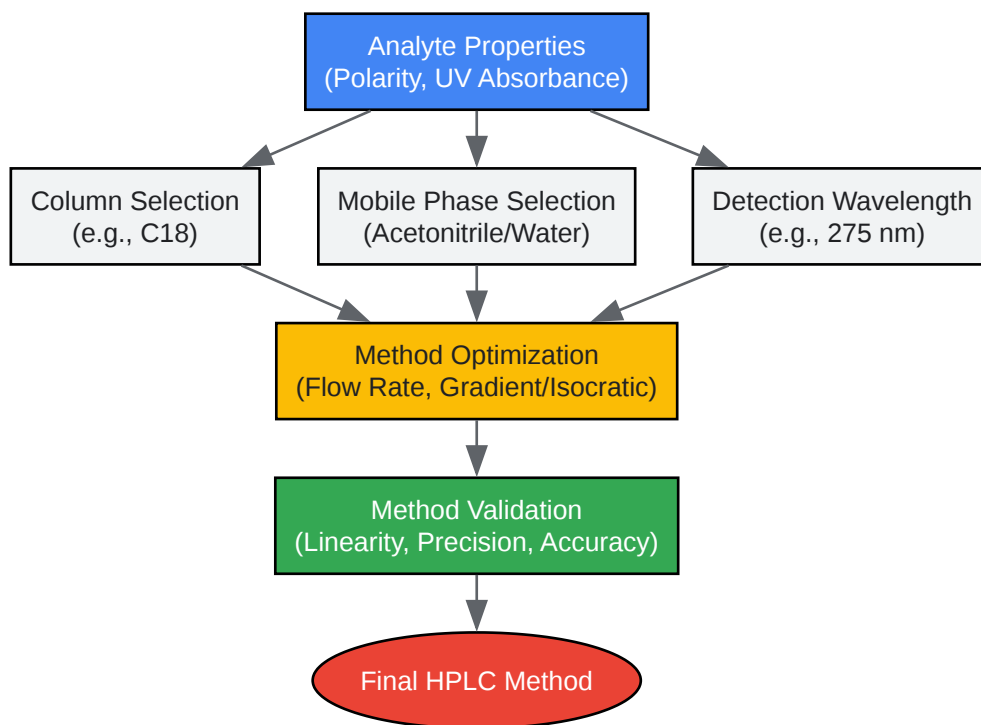 Analyte Properties
(Polarity, UV Absorbance)
Column Selection
(e.g., C18)
Mobile Phase Selection
(Acetonitrile/Water)
Detection Wavelength
(e.g., 275 nm)
Method Optimization
(Flow Rate, Gradient/Isocratic)
Method Validation
(Linearity, Precision, Accuracy)
Final HPLC Method